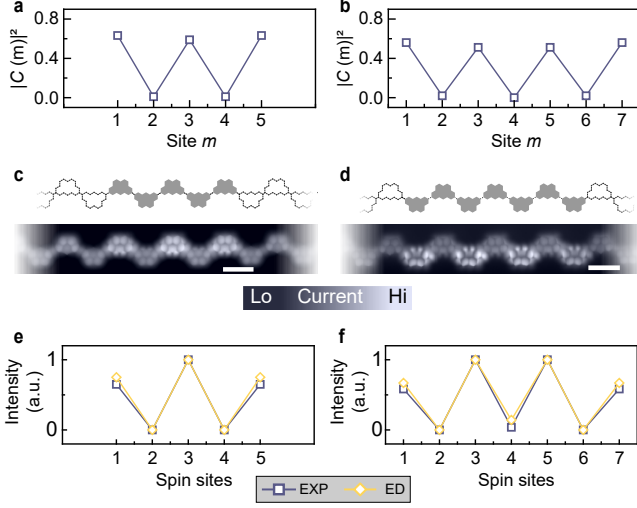 a
|C (m)|²
0.8
0.4
0.0
1 2 3 4 5
Site m
b
|C (m)|²
0.8
0.4
0.0
1 2 3 4 5 6 7
Site m
c
d
Lo Current Hi
e
Intensity
(a.u.)
1
0
1 2 3 4 5
Spin sites
f
Intensity
(a.u.)
1
0
1 2 3 4 5 6 7
Spin sites
EXP ED